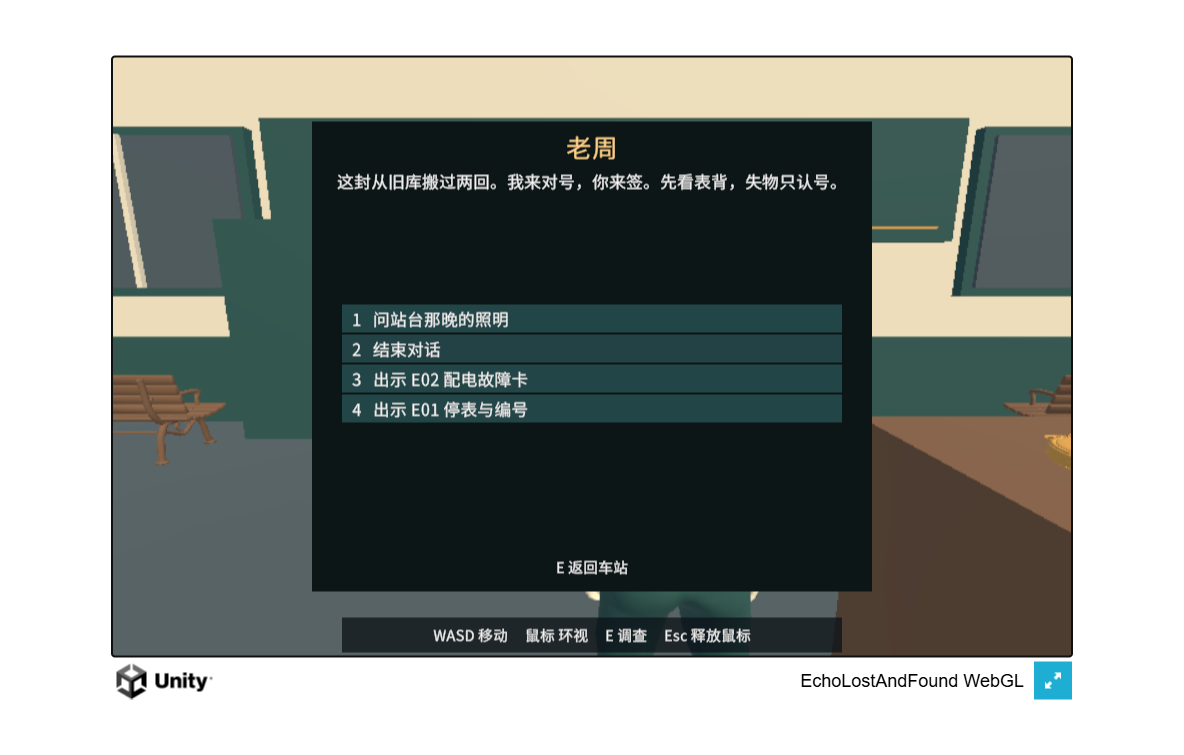 老周
这封从旧库搬过两回。我来对号，你来签。先看表背，失物只认号。
1 问站台那晚的照明
2 结束对话
3 出示 E02 配电故障卡
4 出示 E01 停表与编号
E 返回车站
WASD 移动 鼠标 环视 E 调查 Esc 释放鼠标
Unity
EchoLostAndFound WebGL